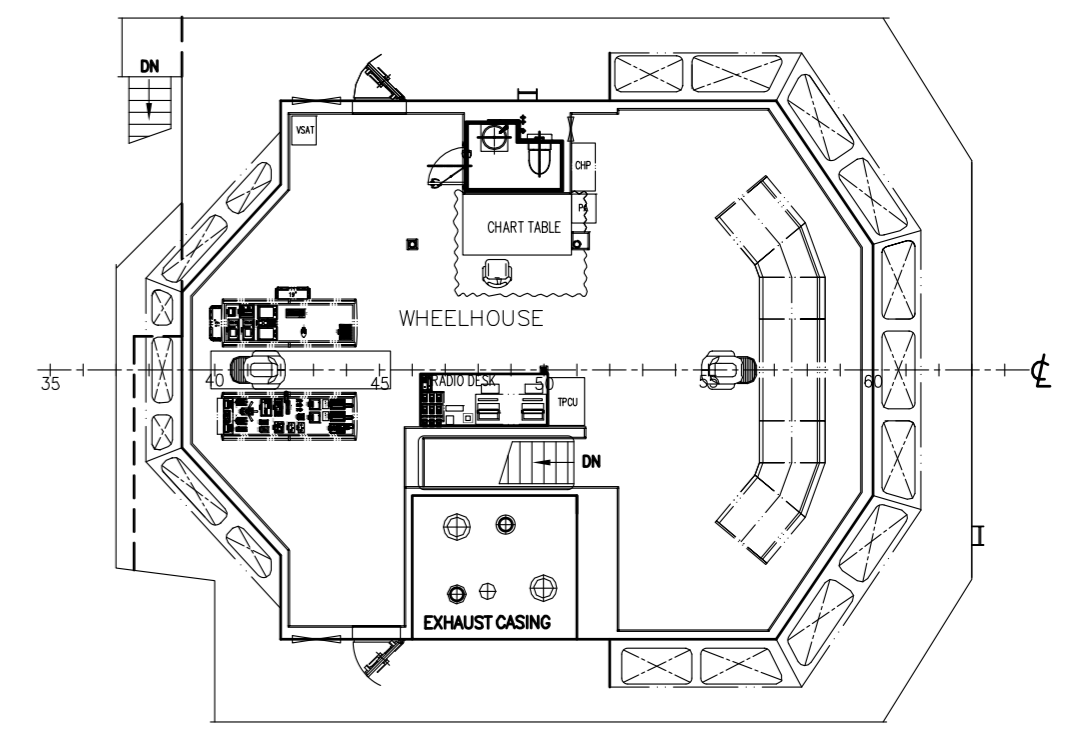 DN
VSAT
CHP
PA
CHART TABLE
WHEELHOUSE
35
40
45
50
55
60
RADIO DESK
TPCU
DN
EXHAUST CASING